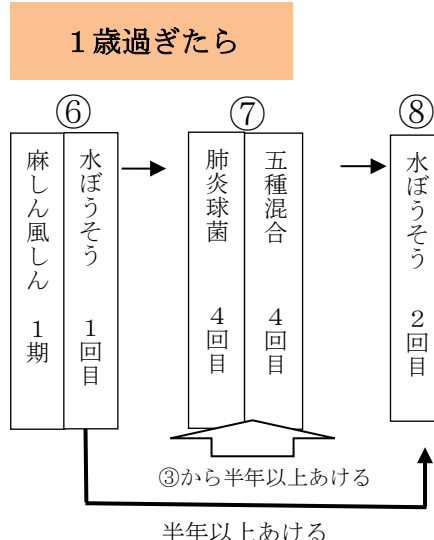 １歳過ぎたら
⑥
⑦
⑧
水ぼうそう　１回目
麻しん風しん　１期
五種混合　４回目
肺炎球菌　４回目
水ぼうそう　２回目
③から半年以上あける
半年以上あける